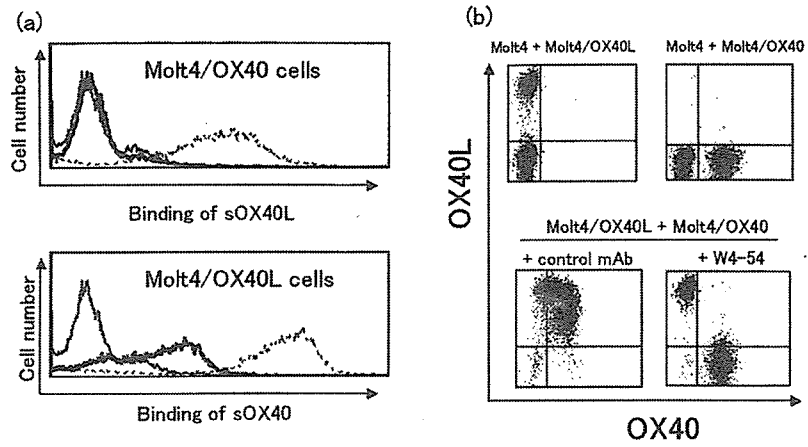 (a)
Molt4/OX40 cells
Cell number
Binding of sOX40L
Molt4/OX40L cells
Cell number
Binding of sOX40
(b)
Molt4 + Molt4/OX40L
Molt4 + Molt4/OX40
OX40L
Molt4/OX40L + Molt4/OX40
+ control mAb
+ W4-54
OX40